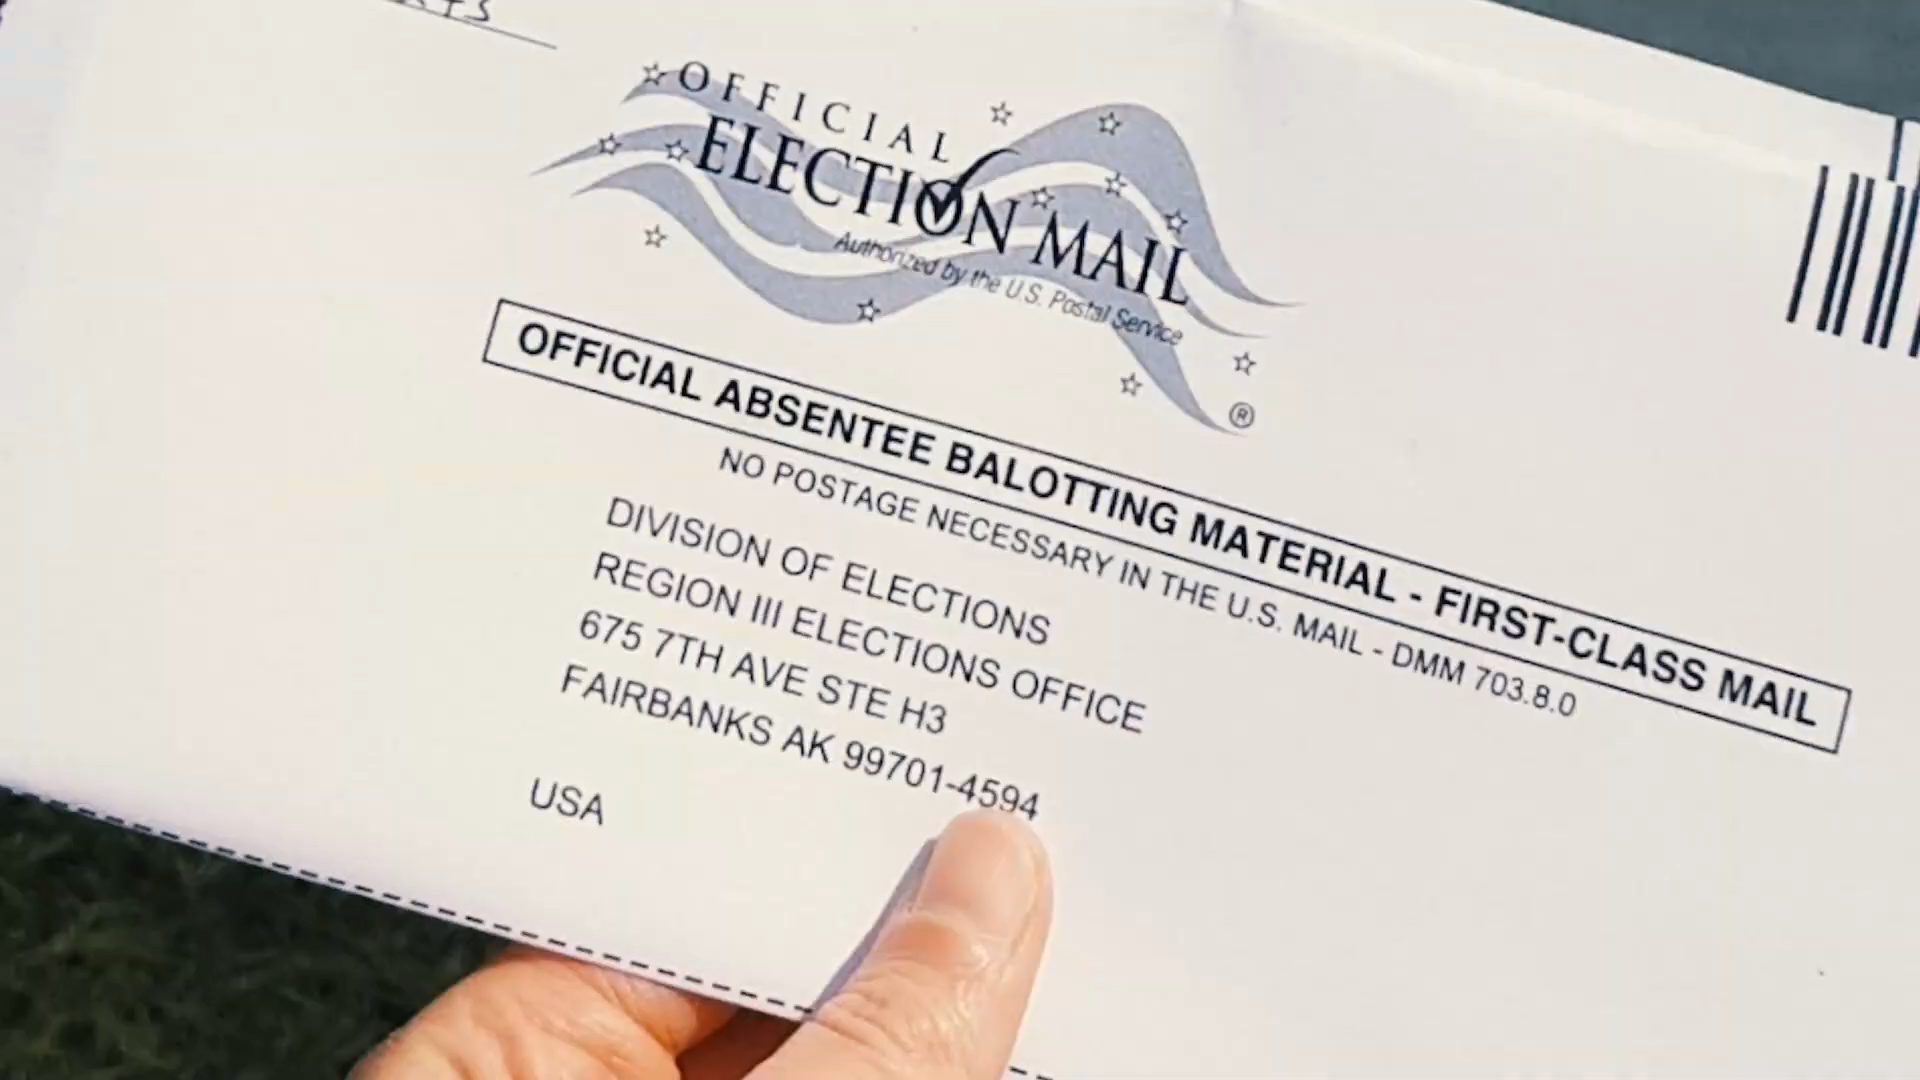 OFFICIAL
ELECTION MAIL
Authorized by the U.S. Postal Service
®
OFFICIAL ABSENTEE BALOTTING MATERIAL - FIRST-CLASS MAIL
NO POSTAGE NECESSARY IN THE U.S. MAIL - DMM 703.8.0
DIVISION OF ELECTIONS
REGION III ELECTIONS OFFICE
675 7TH AVE STE H3
FAIRBANKS AK 99701-4594
USA